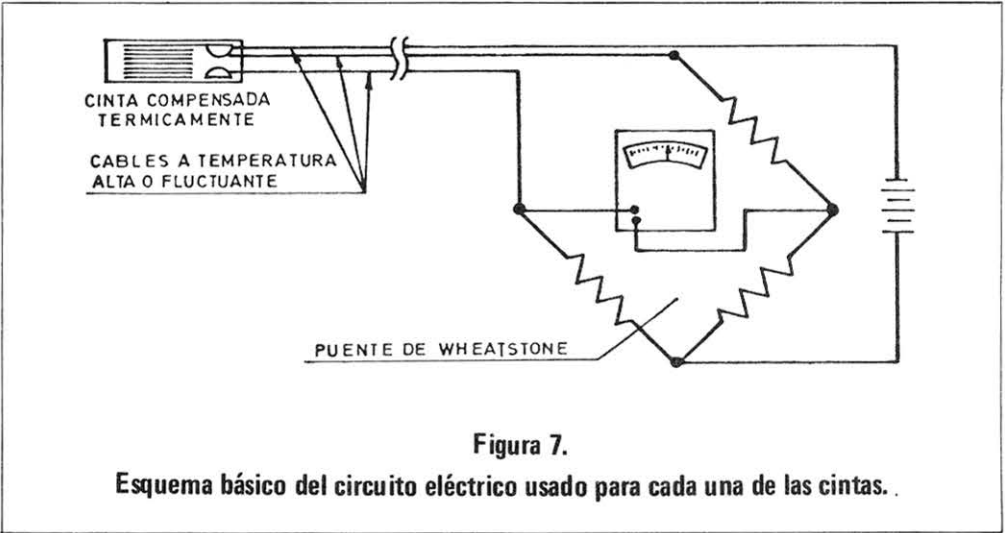 CINTA COMPENSADA
TERMICAMENTE
CABLES A TEMPERATURA
ALTA O FLUCTUANTE
PUENTE DE WHEATSTONE
Figura 7.
Esquema básico del circuito eléctrico usado para cada una de las cintas.